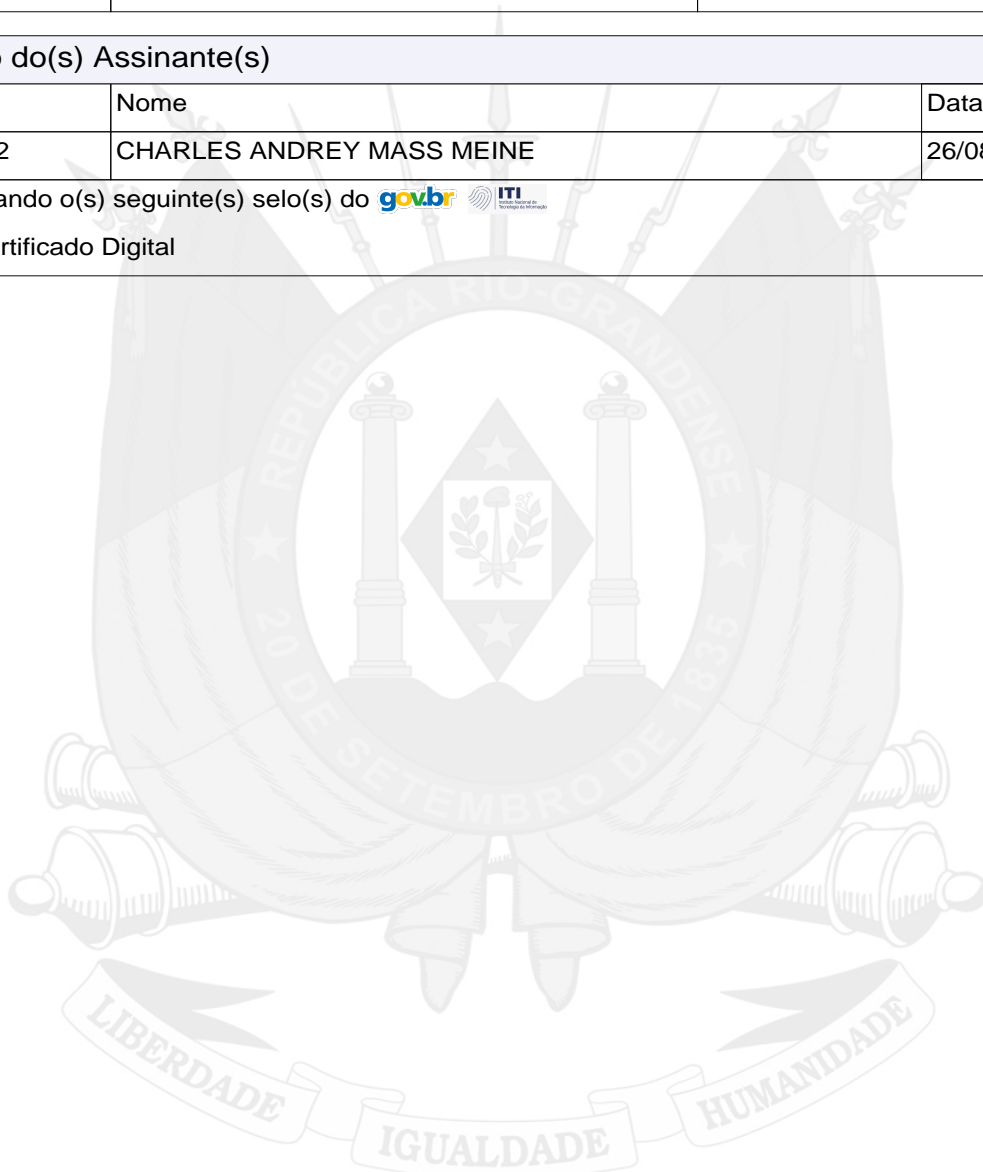 do(s) Assinante(s)
Nome Data
2 CHARLES ANDREY MASS MEINE 26/08
ando o(s) seguinte(s) selo(s) do gov.br ITI
rtificado Digital
REPÚBLICA RIO-GRANDENSE
20 DE SETEMBRO DE 1835
LIBERDADE IGUALDADE HUMANIDADE